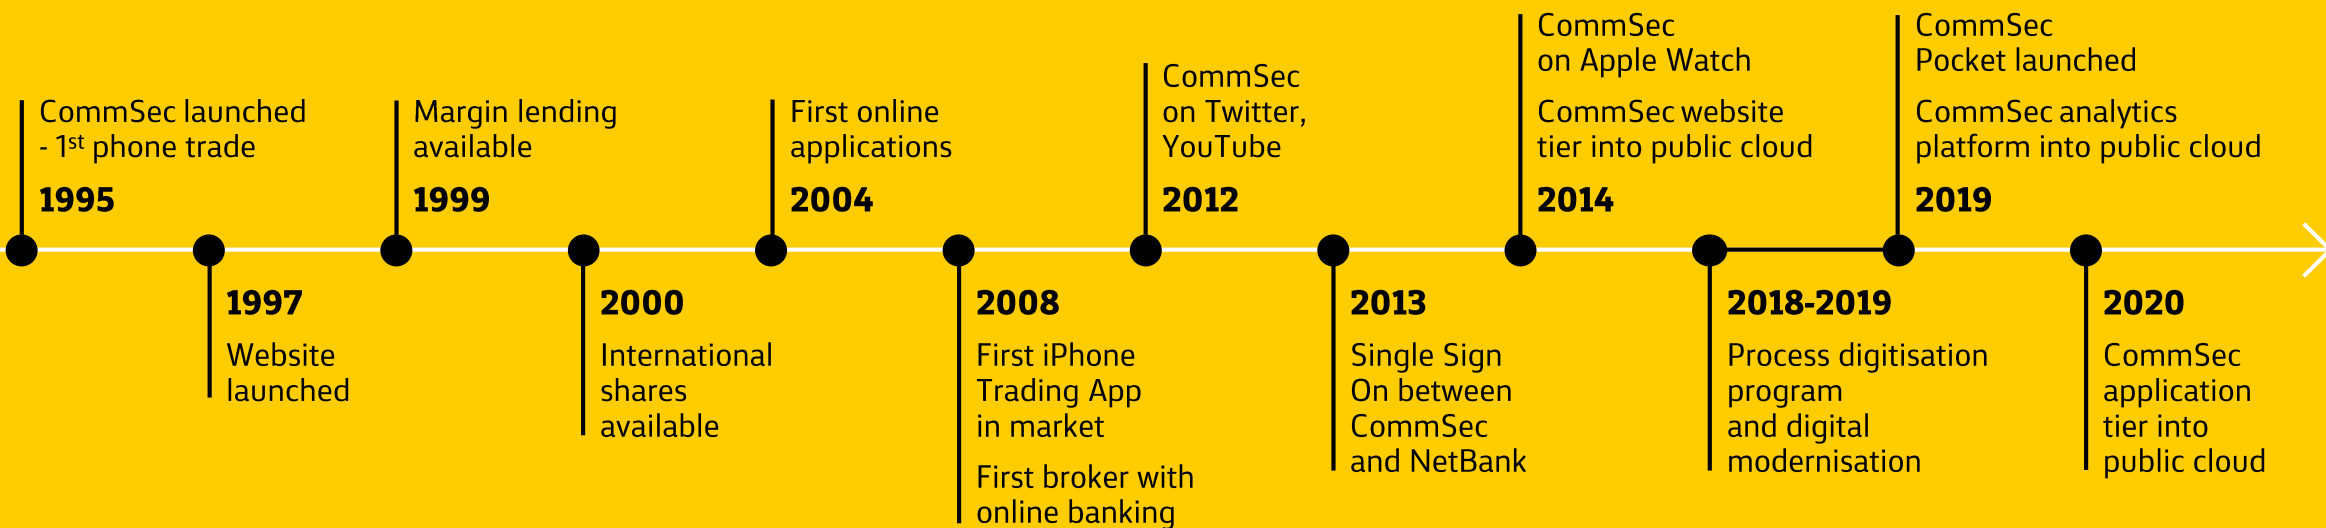 CommSec launched
- 1st phone trade
1995
1997
Website
launched
Margin lending
available
1999
2000
International
shares
available
First online
applications
2004
2008
First iPhone
Trading App
in market
First broker with
online banking
CommSec
on Twitter,
YouTube
2012
2013
Single Sign
On between
CommSec
and NetBank
CommSec
on Apple Watch
CommSec website
tier into public cloud
2014
2018-2019
Process digitisation
program
and digital
modernisation
CommSec
Pocket launched
CommSec analytics
platform into public cloud
2019
2020
CommSec
application
tier into
public cloud